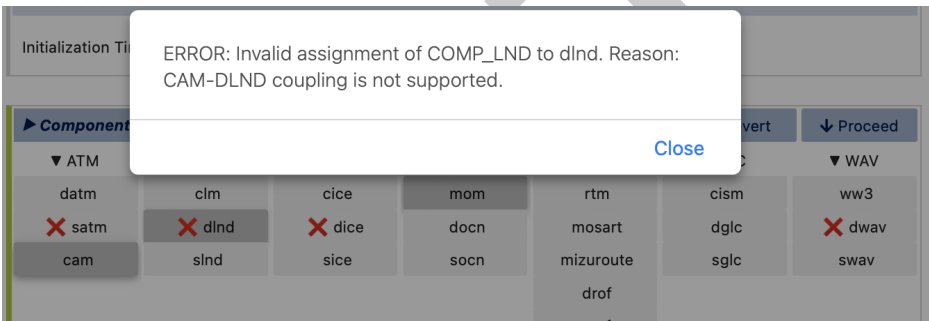 Initialization Ti
ERROR: Invalid assignment of COMP_LND to dlnd. Reason:
CAM-DLND coupling is not supported.
Close
▶ Component vert ↓ Proceed
▼ ATM ▼ WAV
datm clm cice mom rtm cism ww3
❌ satm ❌ dlnd ❌ dice docn mosart dglc ❌ dwav
cam slnd sice socn mizuroute sglc swav
drof